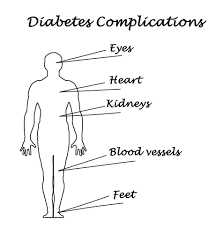 Diabetes Complications
Eyes
Heart
Kidneys
Blood vessels
Feet